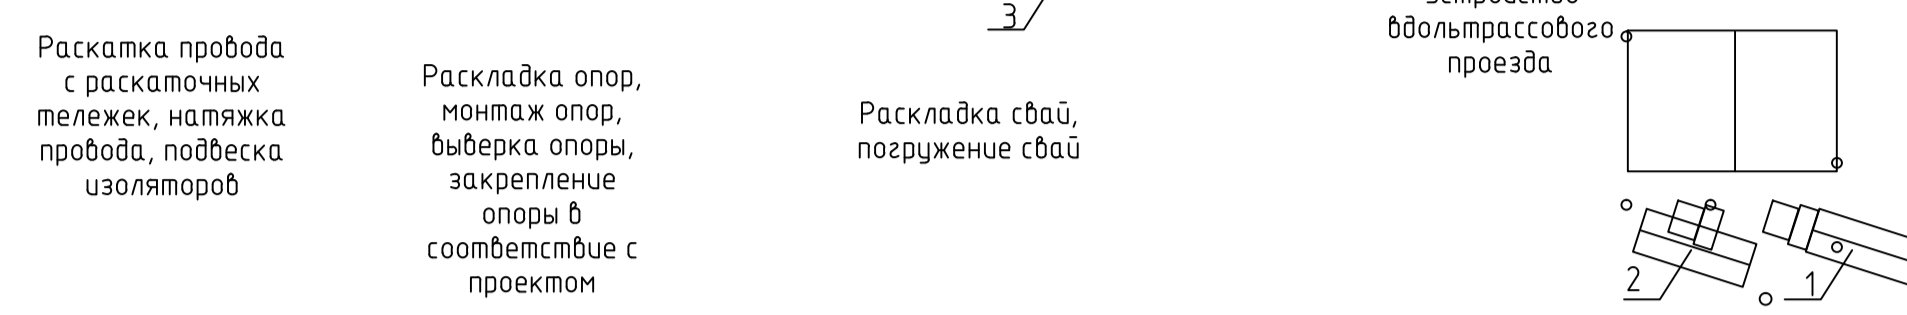 3
Раскатка провода
с раскаточных
тележек, натяжка
провода, подвеска
изоляторов
Раскладка опор,
монтаж опор,
выверка опоры,
закрепление
опоры в
соответствие с
проектом
Раскладка свай,
погружение свай
вдольтрассового
проезда
2
1